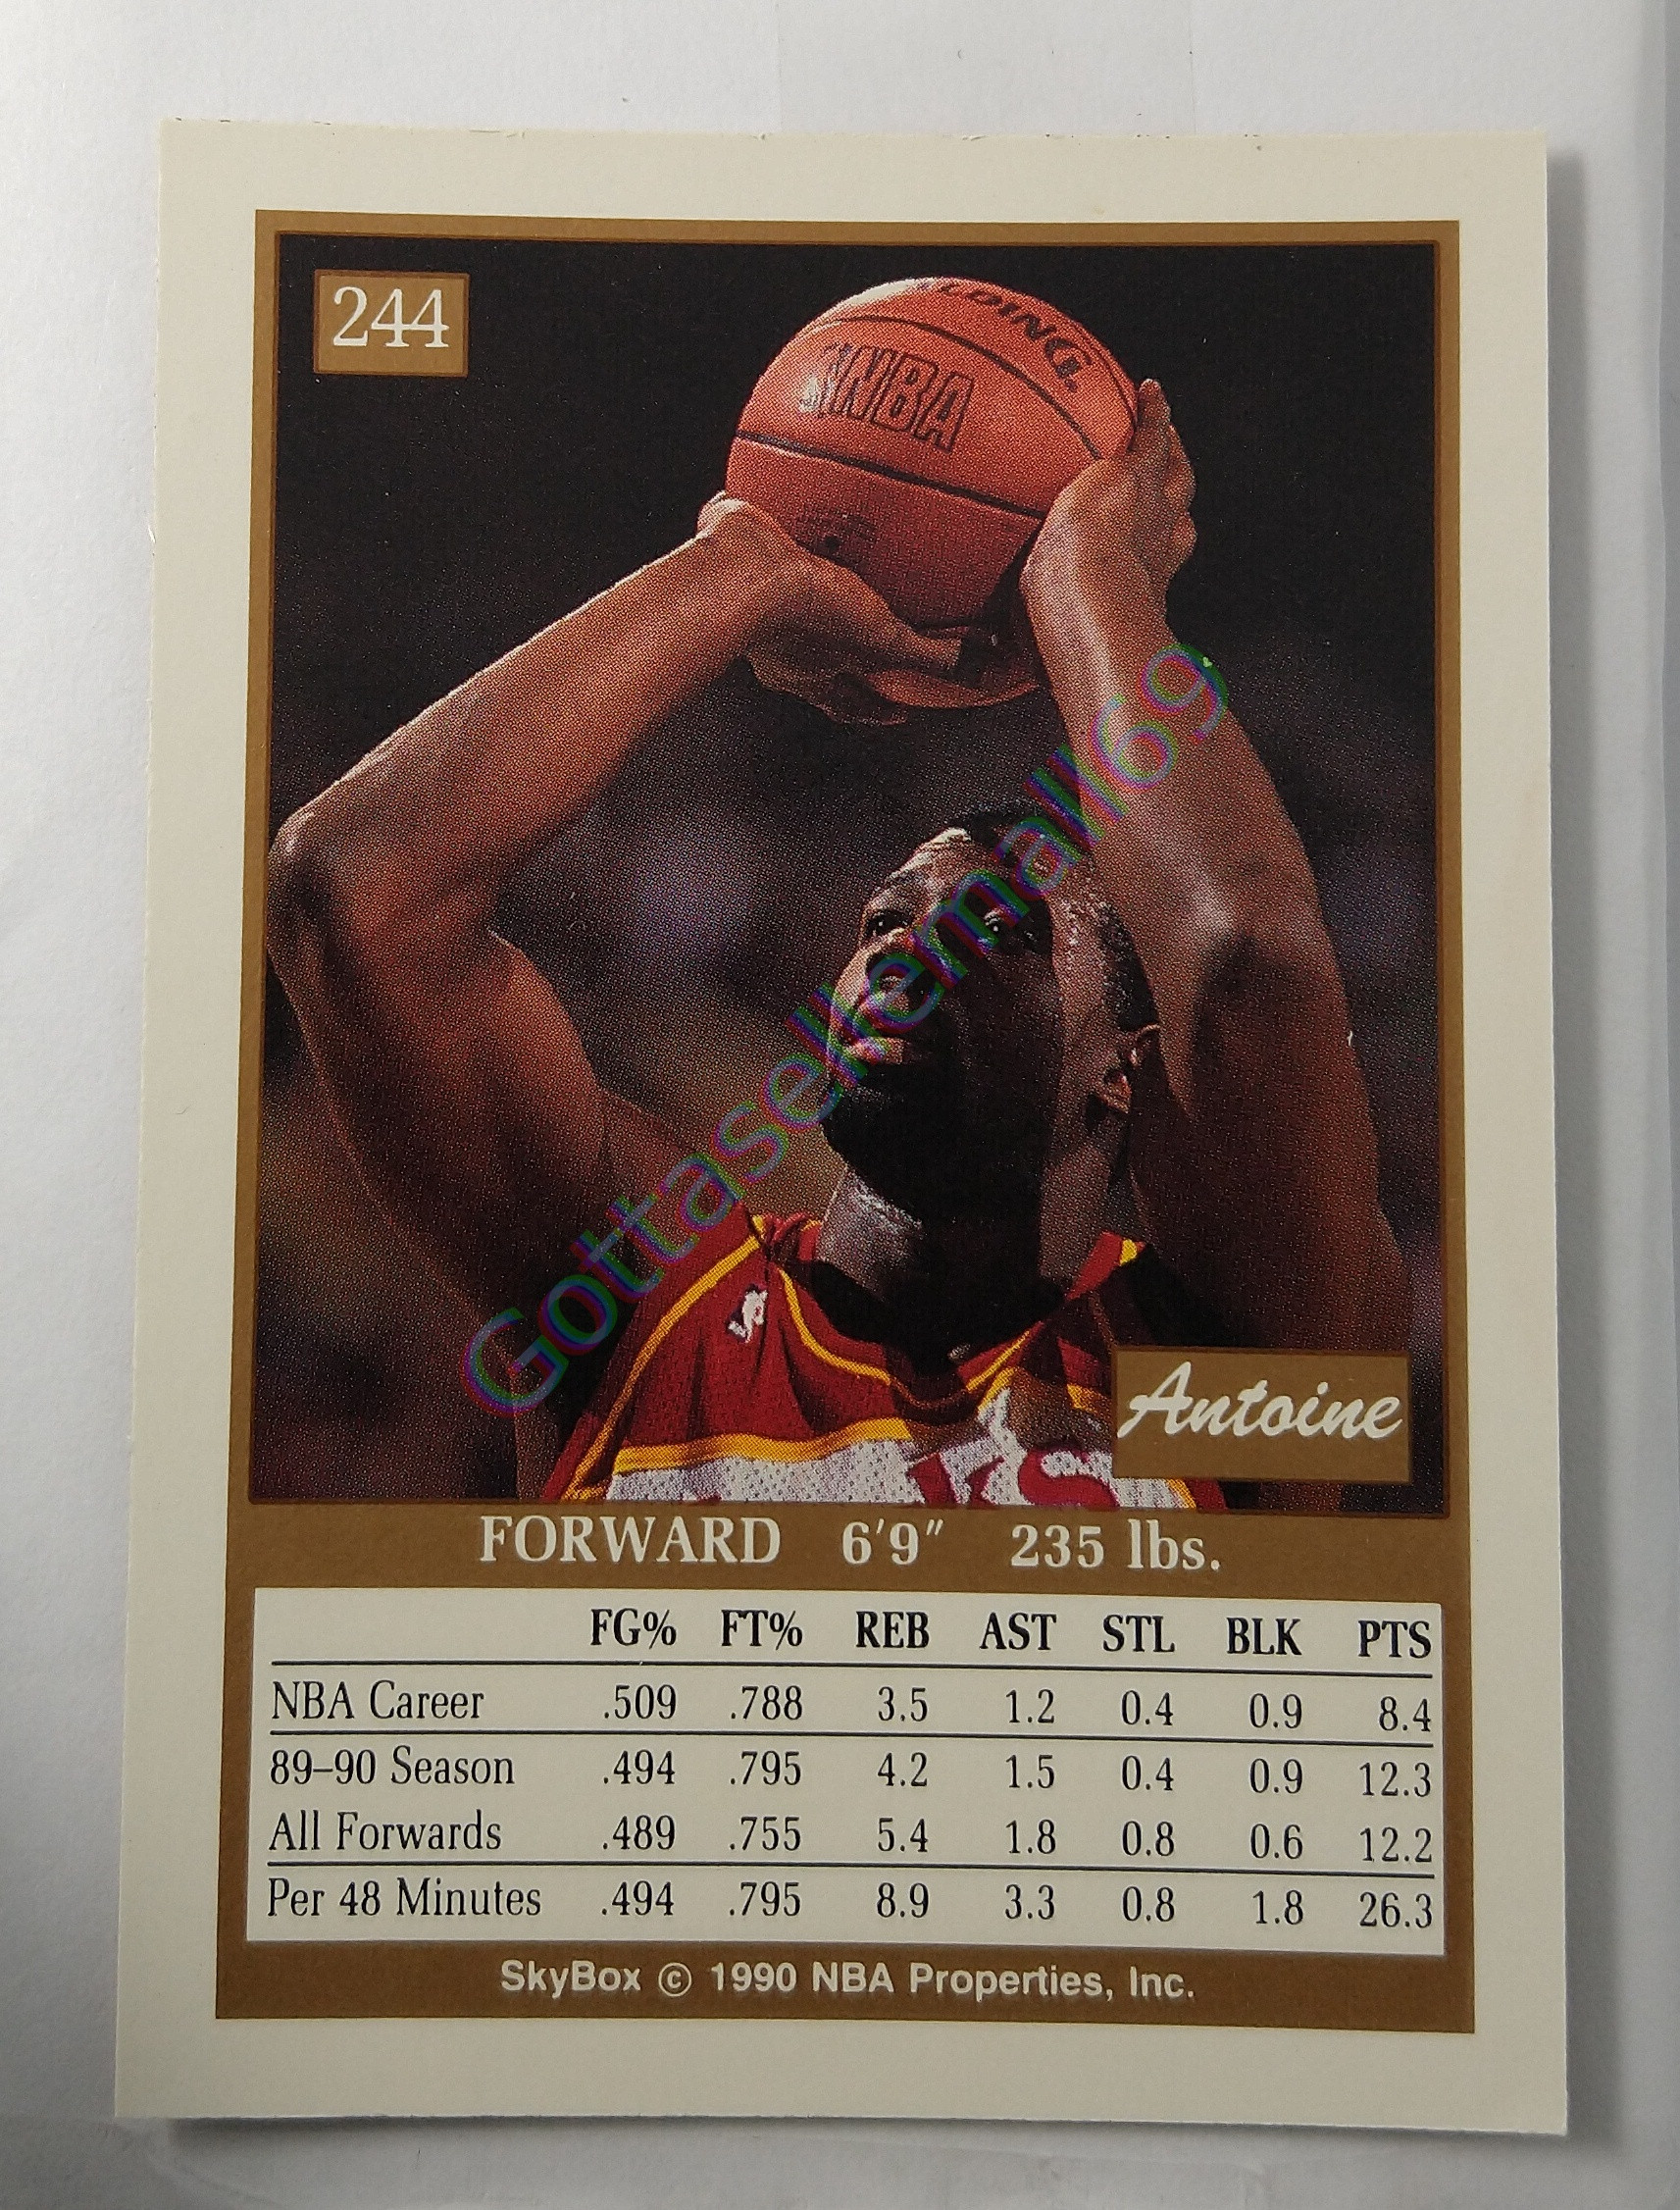 244
LDING.
NBA
Gottasellemall69
KS
Antoine
FORWARD 6'9" 235 lbs.
FG% FT% REB AST STL BLK PTS
NBA Career .509 .788 3.5 1.2 0.4 0.9 8.4
89–90 Season .494 .795 4.2 1.5 0.4 0.9 12.3
All Forwards .489 .755 5.4 1.8 0.8 0.6 12.2
Per 48 Minutes .494 .795 8.9 3.3 0.8 1.8 26.3
SkyBox © 1990 NBA Properties, Inc.